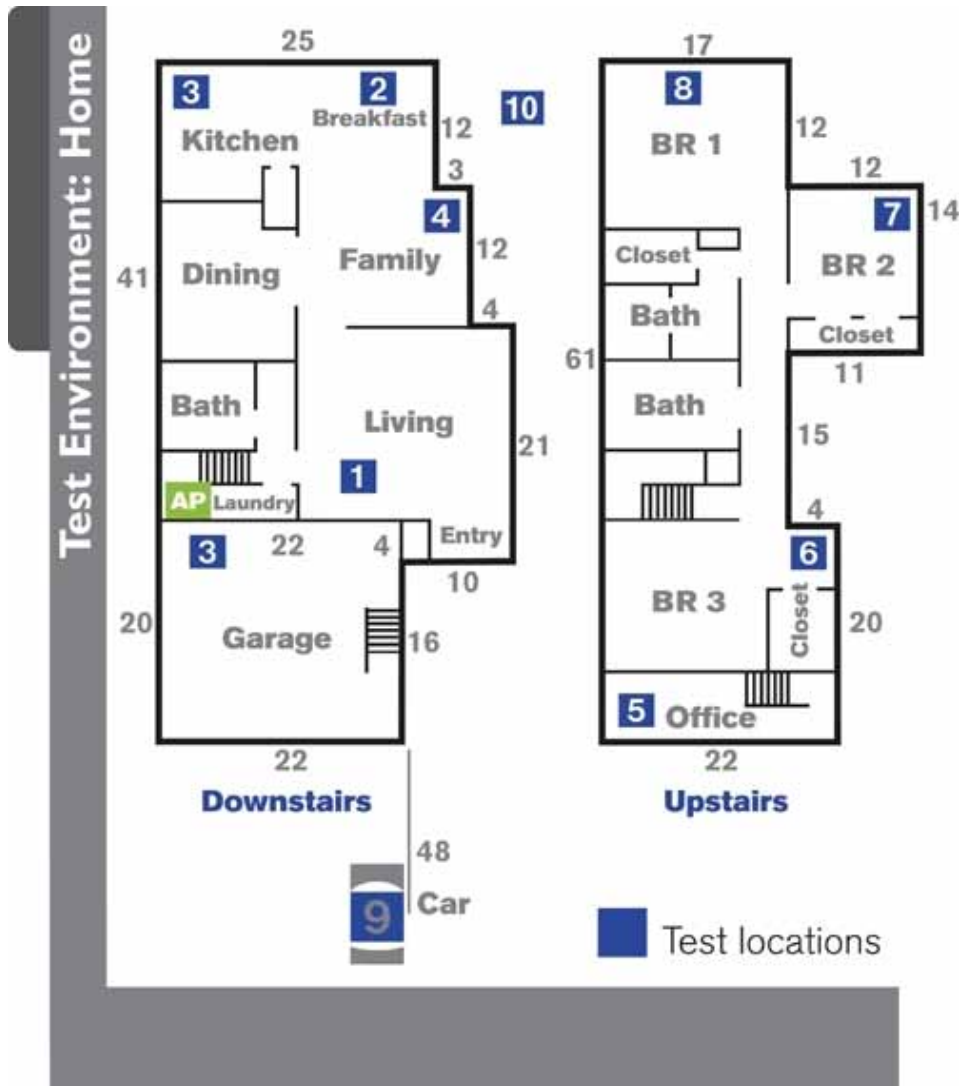 Test Environment: Home
25
3
2
Breakfast
Kitchen
12
3
10
4
Family
12
Dining
41
4
Bath
Living
21
1
AP
Laundry
Entry
3
22
4
10
20
Garage
16
22
Downstairs
48
Car
9
17
8
BR 1
12
12
7
14
BR 2
Closet
Closet
11
Bath
61
Bath
15
4
6
BR 3
Closet
20
5
Office
22
Upstairs
Test locations